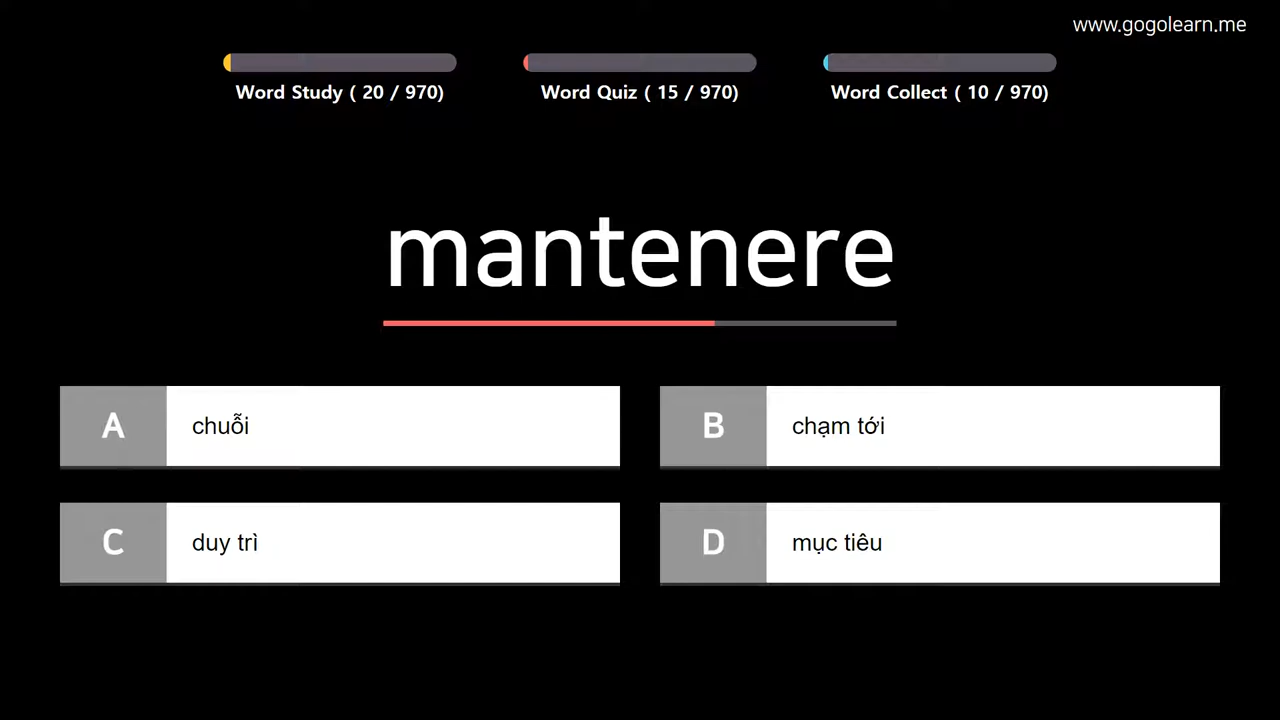 www.gogolearn.me
Word Study ( 20 / 970)
Word Quiz ( 15 / 970)
Word Collect ( 10 / 970)
mantenere
A chuỗi
B chạm tới
C duy trì
D mục tiêu